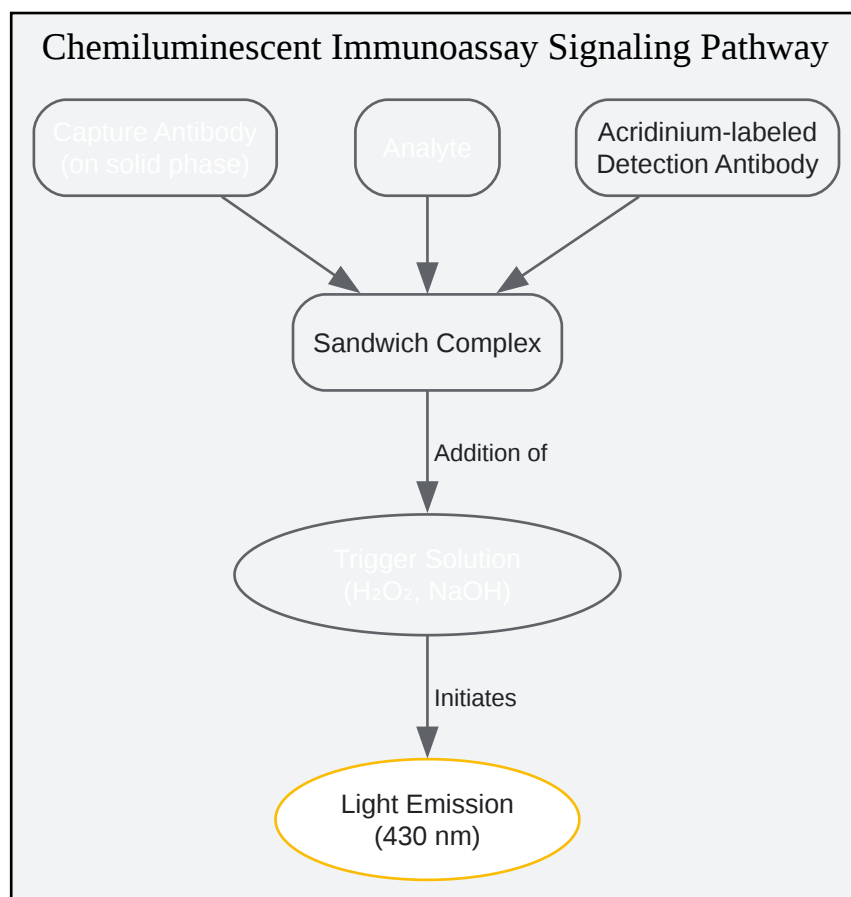 Chemiluminescent Immunoassay Signaling Pathway
Capture Antibody
(on solid phase)
Analyte
Acridinium-labeled
Detection Antibody
Sandwich Complex
Addition of
Trigger Solution
(H₂O₂, NaOH)
Initiates
Light Emission
(430 nm)